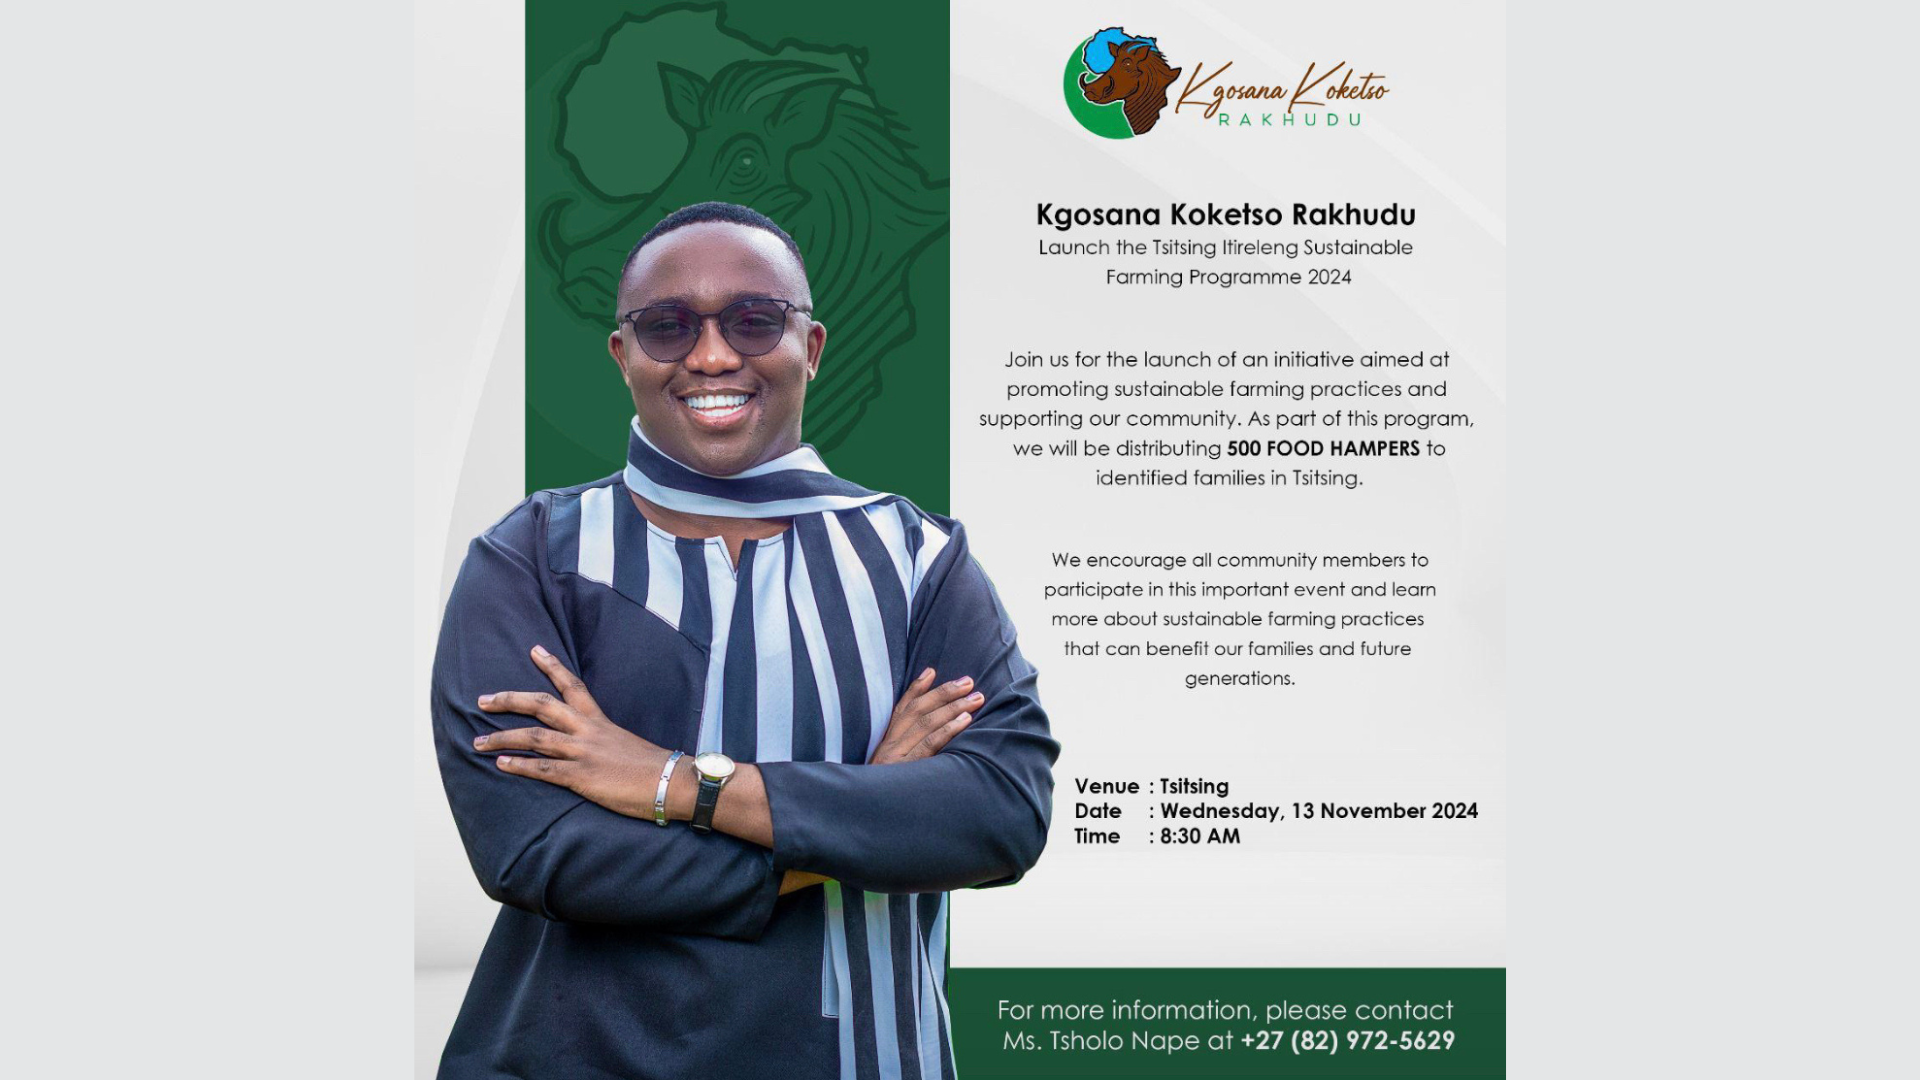 Kgosana Koketso
RAKHUDU
Kgosana Koketso Rakhudu
Launch the Tsitsing Itireleng Sustainable
Farming Programme 2024
Join us for the launch of an initiative aimed at
promoting sustainable farming practices and
supporting our community. As part of this program,
we will be distributing 500 FOOD HAMPERS to
identified families in Tsitsing.
We encourage all community members to
participate in this important event and learn
more about sustainable farming practices
that can benefit our families and future
generations.
Venue : Tsitsing
Date : Wednesday, 13 November 2024
Time : 8:30 AM
For more information, please contact
Ms. Tsholo Nape at +27 (82) 972-5629